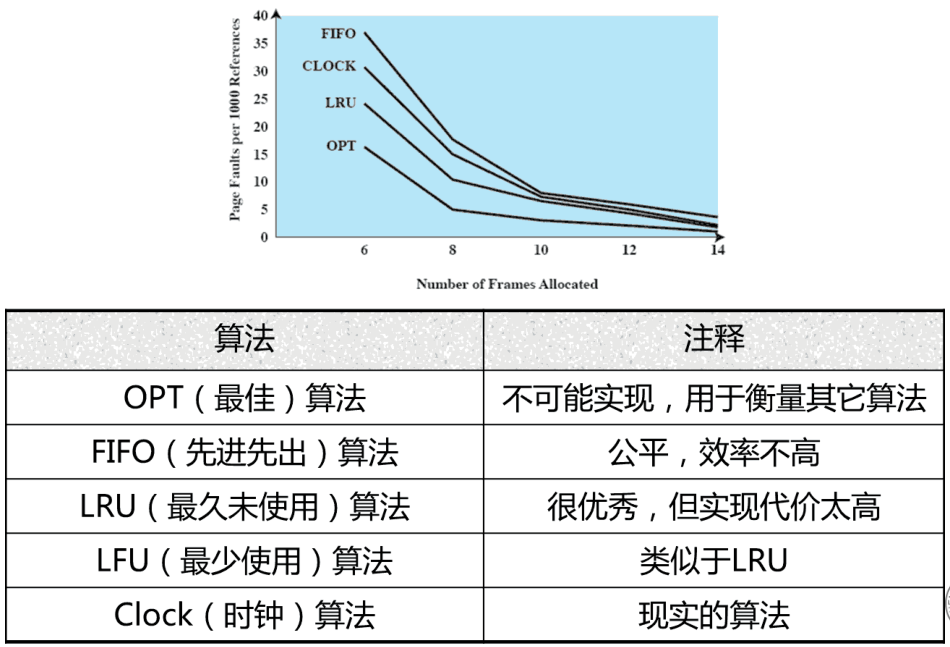 Page Faults per 1000 References
40
35
30
25
20
15
10
5
0
FIFO
CLOCK
LRU
OPT
6 8 10 12 14
Number of Frames Allocated
算法 注释
OPT（最佳）算法 不可能实现，用于衡量其它算法
FIFO（先进先出）算法 公平，效率不高
LRU（最久未使用）算法 很优秀，但实现代价太高
LFU（最少使用）算法 类似于LRU
Clock（时钟）算法 现实的算法